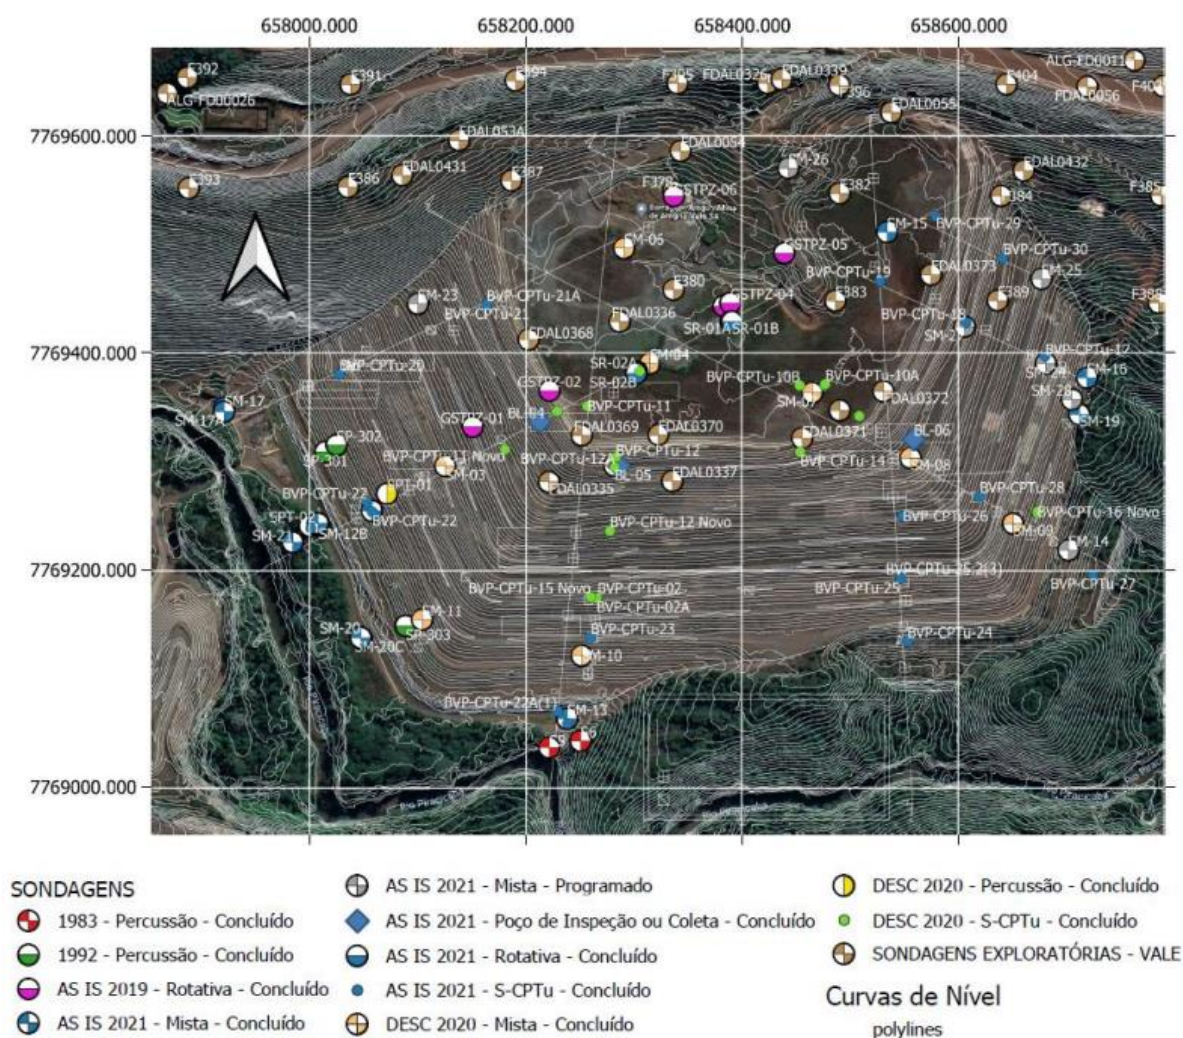 658000.000 658200.000 658400.000 658600.000
F392
F391
F394
F395
FDAL0326
FDAL0339
F396
F404
ALG-FD0011
FDAL0056
ALG-FD00026
FDAL0055
7769600.000
FDAL053A
FDAL0054
SM-26
FDAL0432
F393
F386
FDAL0431
F387
F379
GSTPZ-06
F382
F384
F385
SM-15
BVP-CPTu-29
SM-06
GSTPZ-05
BVP-CPTu-30
BVP-CPTu-19
FDAL0373
SM-25
F380
SM-23
BVP-CPTu-21A
BVP-CPTu-21
GSTPZ-04
F383
F389
F388
FDAL0336
SR-01A
SR-01B
BVP-CPTu-18
FDAL0368
7769400.000
BVP-CPTu-20
SR-02A
SM-04
SR-02B
BVP-CPTu-17
SM-24
SM-16
GSTPZ-02
BVP-CPTu-10B
BVP-CPTu-10A
FDAL0372
SM-28
SM-17
SM-17A
BL-04
BVP-CPTu-11
SM-19
GSTPZ-01
FDAL0369
FDAL0370
FDAL0371
BL-06
SP-302
SP-301
BVP-CPTu-11 Novo
SM-03
BVP-CPTu-12A
BVP-CPTu-12
BL-05
BVP-CPTu-14
SM-08
FDAL0335
FDAL0337
SPT-01
BVP-CPTu-22
BVP-CPTu-22
BVP-CPTu-28
SPT-02
SM-12B
SM-21
BVP-CPTu-12 Novo
BVP-CPTu-26
BVP-CPTu-16 Novo
SM-09
SM-14
7769200.000
BVP-CPTu-15 Novo
BVP-CPTu-02
BVP-CPTu-02A
BVP-CPTu-25.2(3)
BVP-CPTu-25
BVP-CPTu-27
SM-11
SP-303
SM-20
SM-20C
BVP-CPTu-23
BVP-CPTu-24
SM-10
BVP-CPTu-22A(1)
SM-13
7769000.000
SONDAGENS
1983 - Percussão - Concluído
1992 - Percussão - Concluído
AS IS 2019 - Rotativa - Concluído
AS IS 2021 - Mista - Concluído
AS IS 2021 - Mista - Programado
AS IS 2021 - Poço de Inspeção ou Coleta - Concluído
AS IS 2021 - Rotativa - Concluído
AS IS 2021 - S-CPTu - Concluído
DESC 2020 - Mista - Concluído
DESC 2020 - Percussão - Concluído
DESC 2020 - S-CPTu - Concluído
SONDAGENS EXPLORATÓRIAS - VALE
Curvas de Nível
polylines